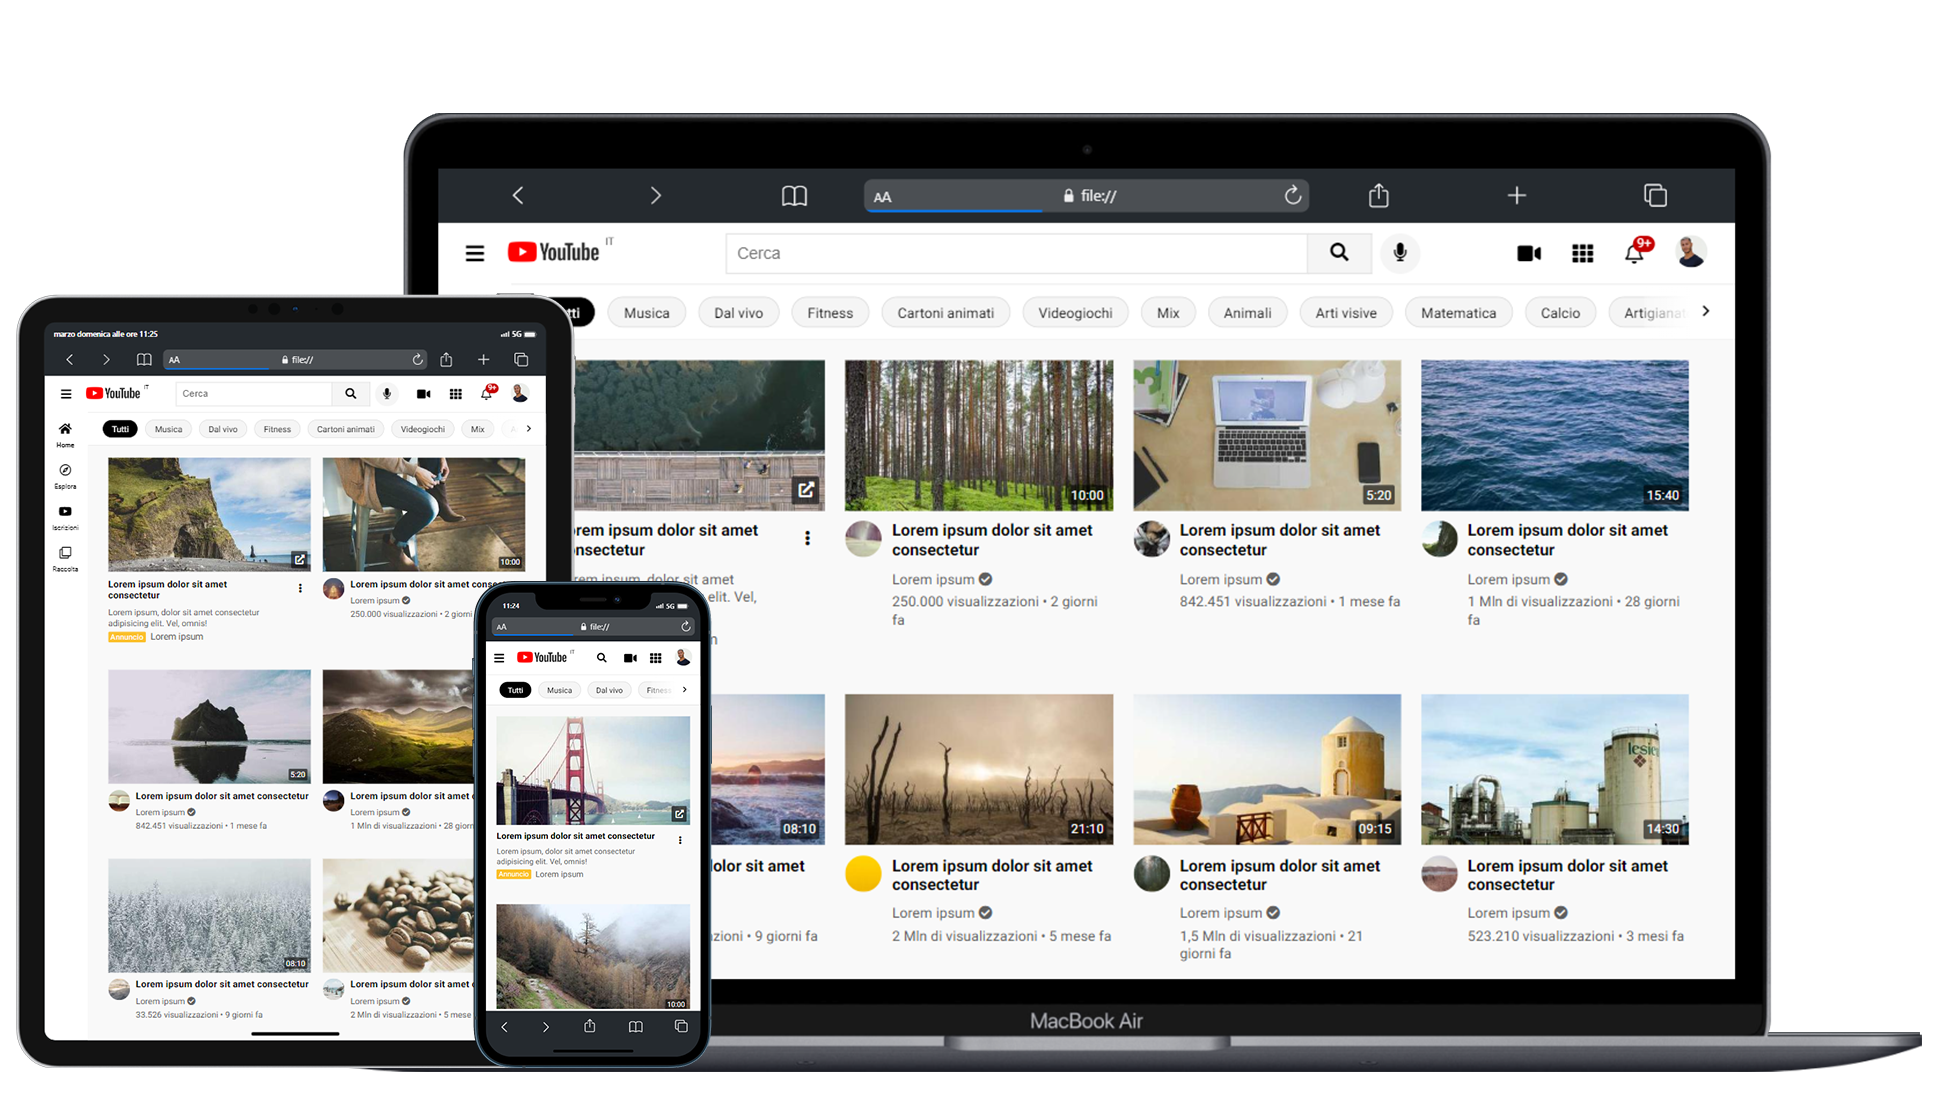 AA
file://
YouTube
IT
Cerca
9+
tti
Musica
Dal vivo
Fitness
Cartoni animati
Videogiochi
Mix
Animali
Arti visive
Matematica
Calcio
Artigianat
10:00
5:20
15:40
rem ipsum dolor sit amet
nsectetur
rem ipsum, dolor sit amet
elit. Vel,
Lorem ipsum dolor sit amet
consectetur
Lorem ipsum
250.000 visualizzazioni • 2 giorni
fa
Lorem ipsum dolor sit amet
consectetur
Lorem ipsum
842.451 visualizzazioni • 1 mese fa
Lorem ipsum dolor sit amet
consectetur
Lorem ipsum
1 Mln di visualizzazioni • 28 giorni
fa
lesie
08:10
21:10
09:15
14:30
dolor sit amet
zioni • 9 giorni fa
Lorem ipsum dolor sit amet
consectetur
Lorem ipsum
2 Mln di visualizzazioni • 5 mese fa
Lorem ipsum dolor sit amet
consectetur
Lorem ipsum
1,5 Mln di visualizzazioni • 21
giorni fa
Lorem ipsum dolor sit amet
consectetur
Lorem ipsum
523.210 visualizzazioni • 3 mesi fa
MacBook Air
marzo domenica alle ore 11:25
5G
AA
file://
YouTube
IT
Cerca
9+
Home
Esplora
Iscrizioni
Raccolta
Tutti
Musica
Dal vivo
Fitness
Cartoni animati
Videogiochi
Mix
A
10:00
Lorem ipsum dolor sit amet
consectetur
Lorem ipsum, dolor sit amet consectetur
adipisicing elit. Vel, omnis!
Annuncio Lorem ipsum
Lorem ipsum dolor sit amet consec
Lorem ipsum
250.000 visualizzazioni • 2 giorni
5:20
Lorem ipsum dolor sit amet consectetur
Lorem ipsum
842.451 visualizzazioni • 1 mese fa
Lorem ipsum dolor sit amet
Lorem ipsum
1 Mln di visualizzazioni • 28 giorn
08:10
Lorem ipsum dolor sit amet consectetur
Lorem ipsum
33.526 visualizzazioni • 9 giorni fa
Lorem ipsum dolor sit amet
Lorem ipsum
2 Mln di visualizzazioni • 5 mese
11:24
5G
AA
file://
YouTube
IT
Tutti
Musica
Dal vivo
Fitness
Lorem ipsum dolor sit amet consectetur
Lorem ipsum, dolor sit amet consectetur
adipisicing elit. Vel, omnis!
Annuncio Lorem ipsum
10:00